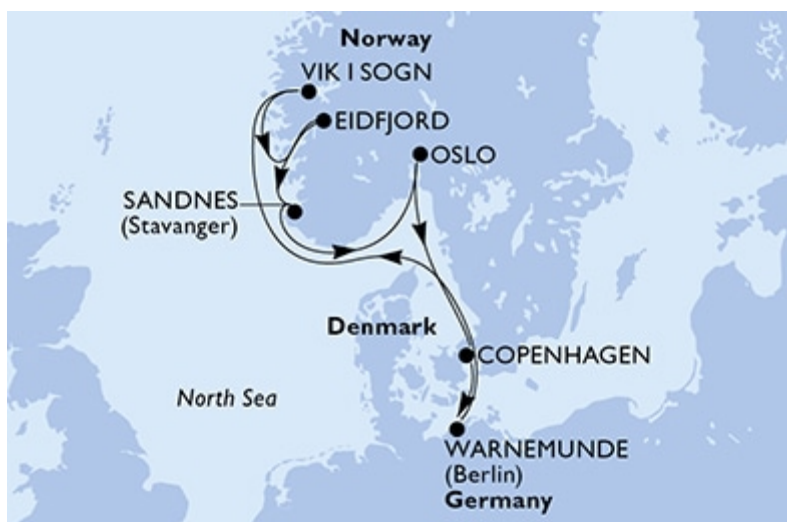 Norway
VIK I SOGN
EIDFJORD
OSLO
SANDNES
(Stavanger)
Denmark
COPENHAGEN
North Sea
WARNEMUNDE
(Berlin)
Germany